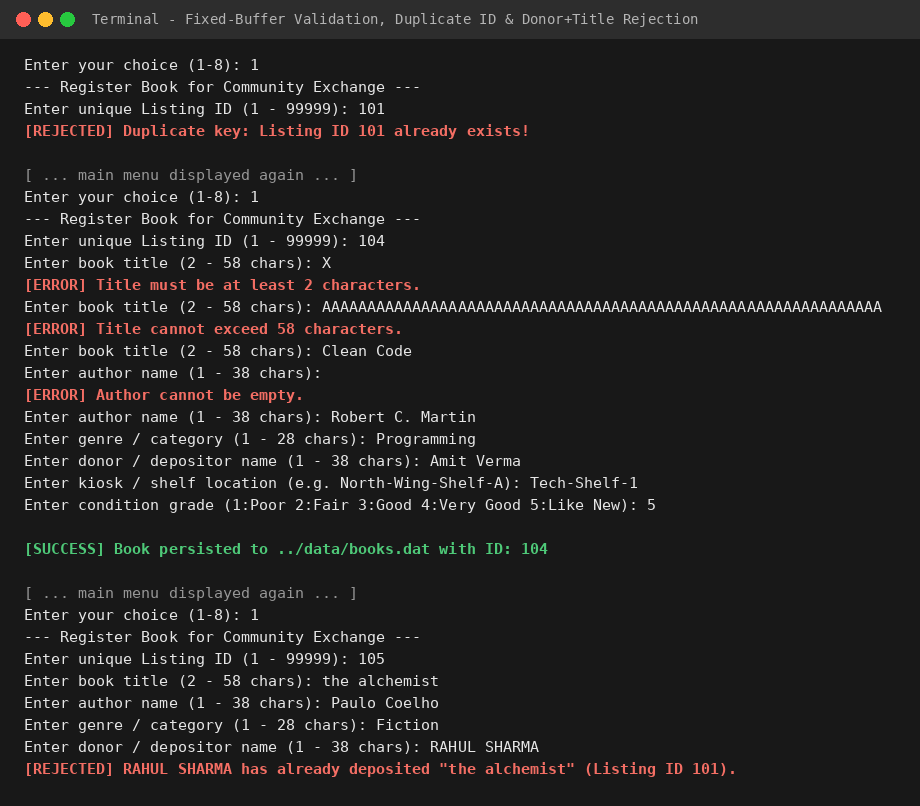 Terminal - Fixed-Buffer Validation, Duplicate ID & Donor+Title Rejection
Enter your choice (1-8): 1
--- Register Book for Community Exchange ---
Enter unique Listing ID (1 - 99999): 101
[REJECTED] Duplicate key: Listing ID 101 already exists!
[ ... main menu displayed again ... ]
Enter your choice (1-8): 1
--- Register Book for Community Exchange ---
Enter unique Listing ID (1 - 99999): 104
Enter book title (2 - 58 chars): X
[ERROR] Title must be at least 2 characters.
Enter book title (2 - 58 chars): AAAAAAAAAAAAAAAAAAAAAAAAAAAAAAAAAAAAAAAAAAAAAAAAAAAAAAAAAAAAAA
[ERROR] Title cannot exceed 58 characters.
Enter book title (2 - 58 chars): Clean Code
Enter author name (1 - 38 chars):
[ERROR] Author cannot be empty.
Enter author name (1 - 38 chars): Robert C. Martin
Enter genre / category (1 - 28 chars): Programming
Enter donor / depositor name (1 - 38 chars): Amit Verma
Enter kiosk / shelf location (e.g. North-Wing-Shelf-A): Tech-Shelf-1
Enter condition grade (1:Poor 2:Fair 3:Good 4:Very Good 5:Like New): 5
[SUCCESS] Book persisted to ../data/books.dat with ID: 104
[ ... main menu displayed again ... ]
Enter your choice (1-8): 1
--- Register Book for Community Exchange ---
Enter unique Listing ID (1 - 99999): 105
Enter book title (2 - 58 chars): the alchemist
Enter author name (1 - 38 chars): Paulo Coelho
Enter genre / category (1 - 28 chars): Fiction
Enter donor / depositor name (1 - 38 chars): RAHUL SHARMA
[REJECTED] RAHUL SHARMA has already deposited "the alchemist" (Listing ID 101).